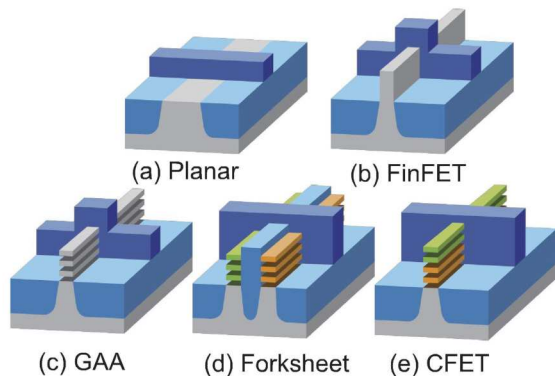 (a) Planar
(b) FinFET
(c) GAA
(d) Forksheet
(e) CFET